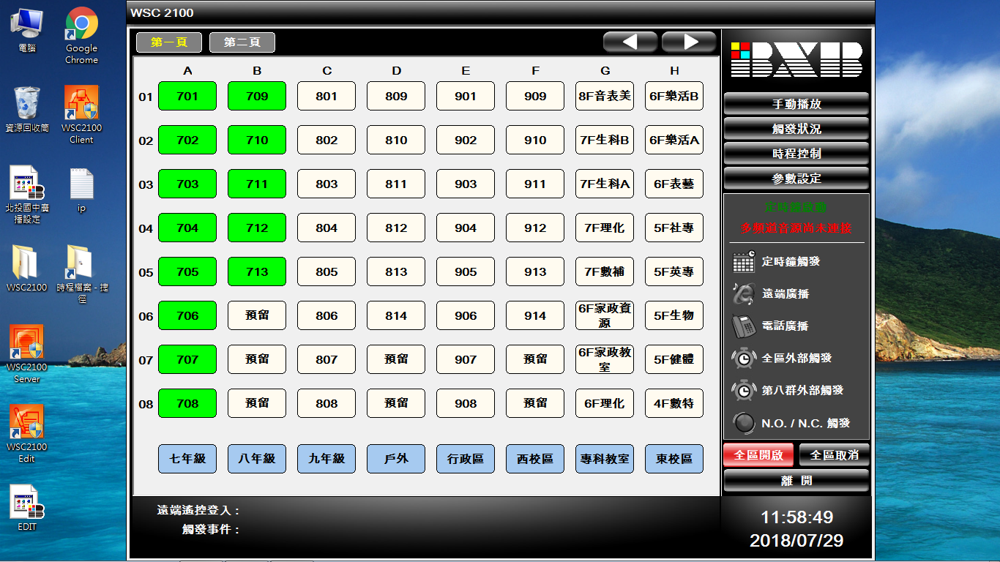 電腦
Google
Chrome
資源回收筒
WSC2100
Client
北投國中廣
播設定
ip
WSC2100
時程檔案 - 捷
徑
WSC2100
Server
WSC2100
Edit
EDIT
WSC 2100
第一頁 第二頁
A B C D E F G H
01 701 709 801 809 901 909 8F音表美 6F樂活B
02 702 710 802 810 902 910 7F生科B 6F樂活A
03 703 711 803 811 903 911 7F生科A 6F表藝
04 704 712 804 812 904 912 7F理化 5F社專
05 705 713 805 813 905 913 7F數補 5F英專
06 706 預留 806 814 906 914 6F家政資
源 5F生物
07 707 預留 807 預留 907 預留 6F家政教
室 5F健體
08 708 預留 808 預留 908 預留 6F理化 4F數特
七年級 八年級 九年級 戶外 行政區 西校區 專科教室 東校區
遠端遙控登入：
觸發事件：
BXB
手動播放
觸發狀況
時程控制
參數設定
定時鐘啟動
多頻道音源尚未連接
定時鐘觸發
遠端廣播
電話廣播
全區外部觸發
第八群外部觸發
N.O. / N.C. 觸發
全區開啟 全區取消
離 開
11:58:49
2018/07/29